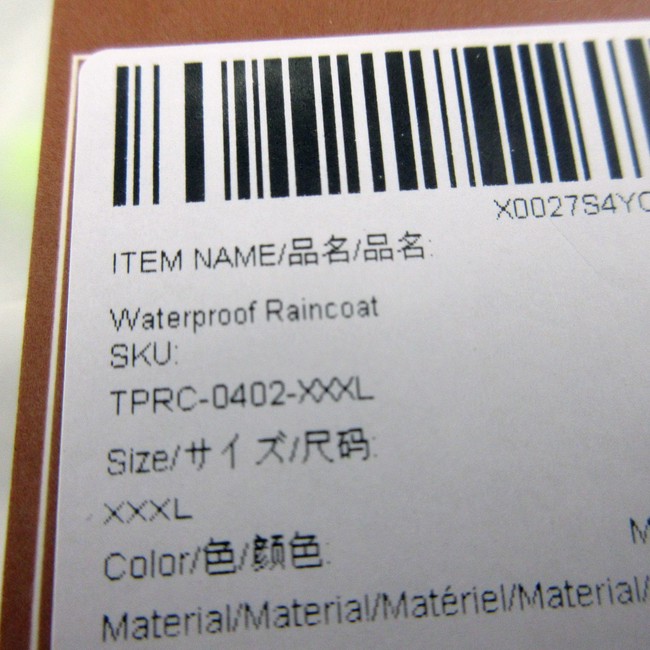 X0027S4Y
ITEM NAME/品名/品名:
Waterproof Raincoat
SKU:
TPRC-0402-XXXL
Size/サイズ/尺码:
XXXL
Color/色/颜色:
Material/Material/Matériel/Material/